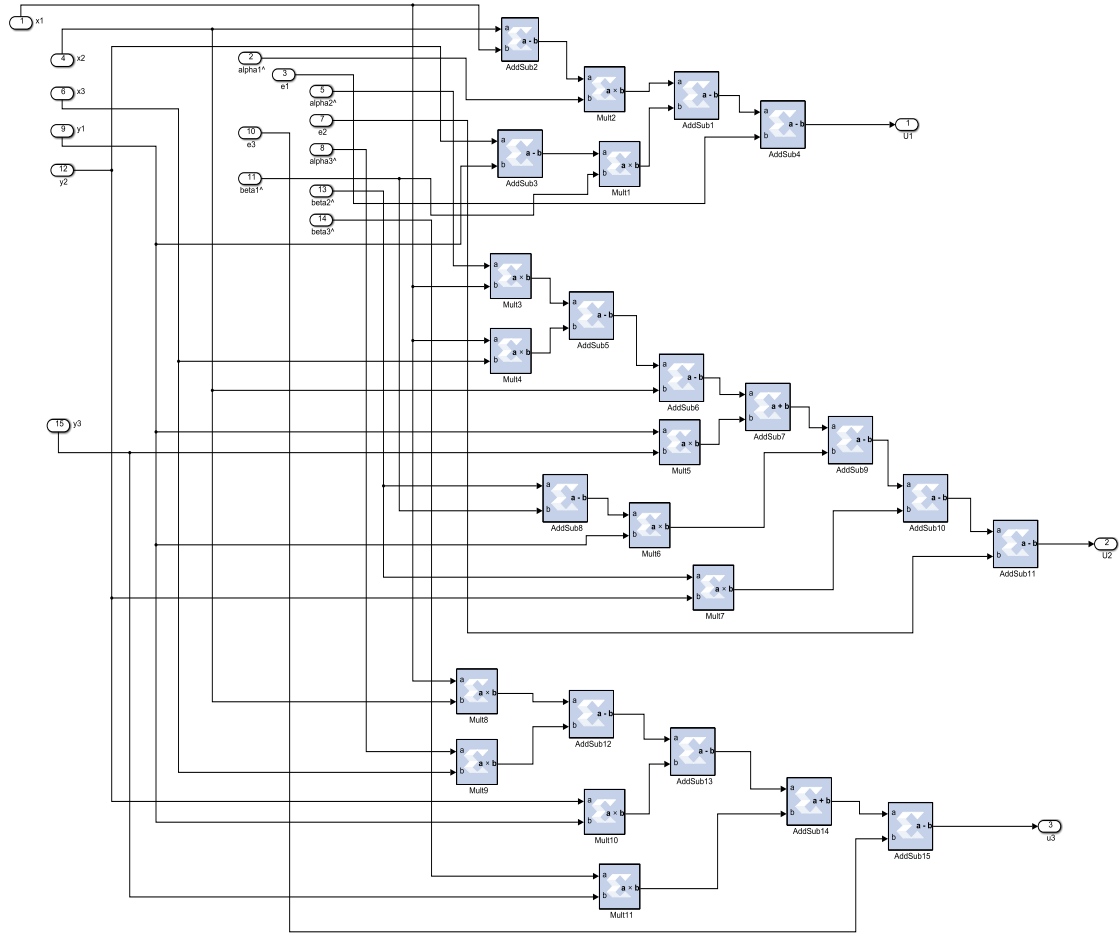 1 x1
4 x2
6 x3
9 y1
12
y2
15 y3
2
alpha1^
3
e1
5
alpha2^
7
e2
10
e3
8
alpha3^
11
beta1^
13
beta2^
14
beta3^
a
b
a - b
AddSub2
a
b
a × b
Mult2
a
b
a - b
AddSub1
a
b
a - b
AddSub4
1
U1
a
b
a - b
AddSub3
a
b
a × b
Mult1
a
b
a × b
Mult3
a
b
a - b
AddSub5
a
b
a × b
Mult4
a
b
a - b
AddSub6
a
b
a + b
AddSub7
a
b
a × b
Mult5
a
b
a - b
AddSub9
a
b
a - b
AddSub8
a
b
a × b
Mult6
a
b
a - b
AddSub10
a
b
a - b
AddSub11
2
U2
a
b
a × b
Mult7
a
b
a × b
Mult8
a
b
a - b
AddSub12
a
b
a × b
Mult9
a
b
a - b
AddSub13
a
b
a × b
Mult10
a
b
a + b
AddSub14
a
b
a - b
AddSub15
3
u3
a
b
a × b
Mult11